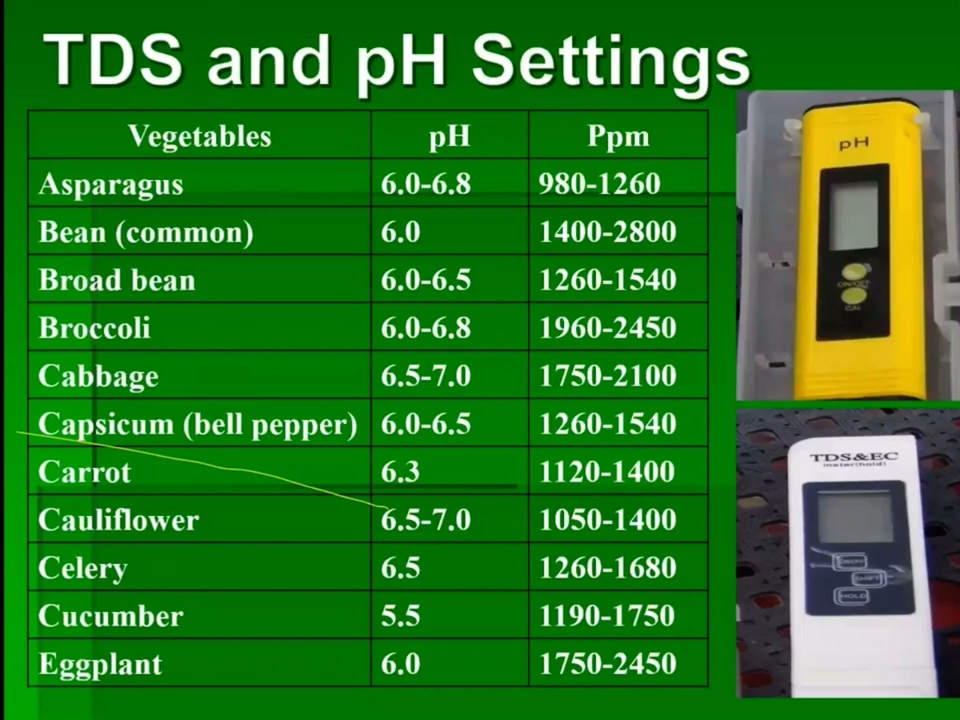 TDS and pH Settings
Vegetables pH Ppm
Asparagus 6.0-6.8 980-1260
Bean (common) 6.0 1400-2800
Broad bean 6.0-6.5 1260-1540
Broccoli 6.0-6.8 1960-2450
Cabbage 6.5-7.0 1750-2100
Capsicum (bell pepper) 6.0-6.5 1260-1540
Carrot 6.3 1120-1400
Cauliflower 6.5-7.0 1050-1400
Celery 6.5 1260-1680
Cucumber 5.5 1190-1750
Eggplant 6.0 1750-2450
pH
ON/OFF
CAL
TDS&EC
meter(hold)
SHIFT
HOLD